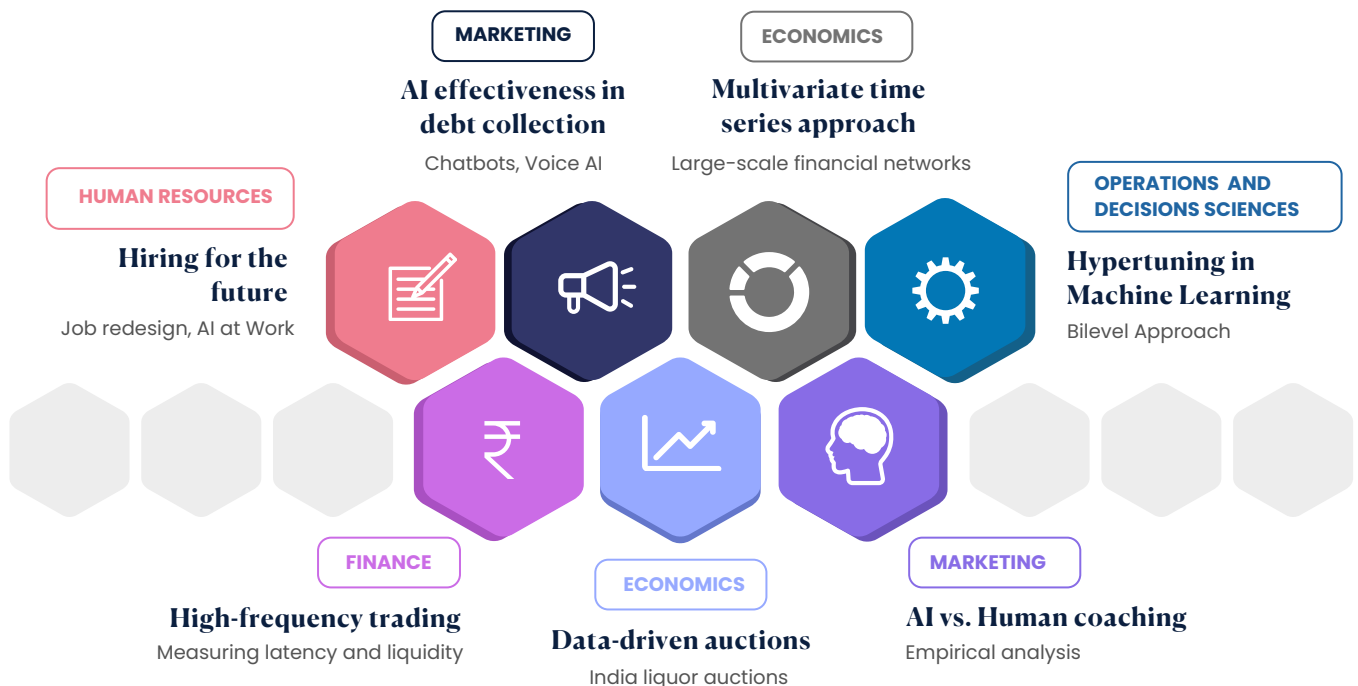 MARKETING
AI effectiveness in
debt collection
Chatbots, Voice AI
ECONOMICS
Multivariate time
series approach
Large-scale financial networks
HUMAN RESOURCES
Hiring for the
future
Job redesign, AI at Work
OPERATIONS AND
DECISIONS SCIENCES
Hypertuning in
Machine Learning
Bilevel Approach
₹
FINANCE
High-frequency trading
Measuring latency and liquidity
ECONOMICS
Data-driven auctions
India liquor auctions
MARKETING
AI vs. Human coaching
Empirical analysis